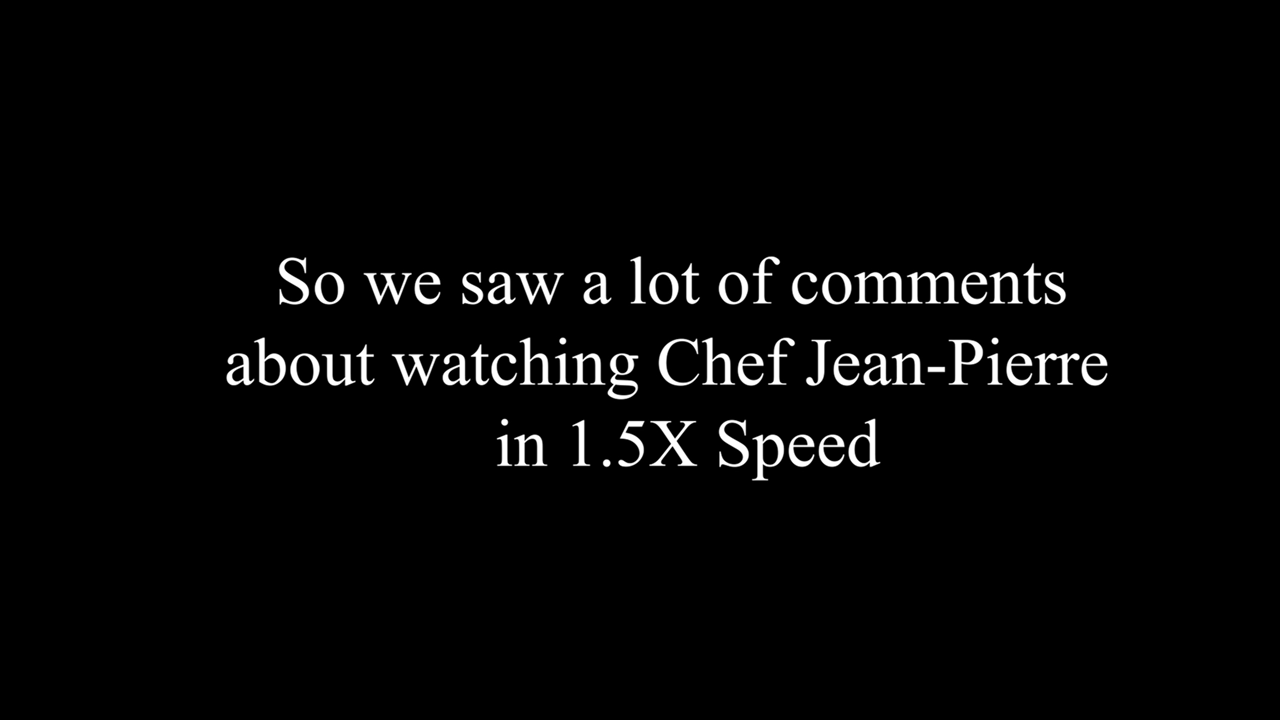 So we saw a lot of comments
about watching Chef Jean-Pierre
in 1.5X Speed